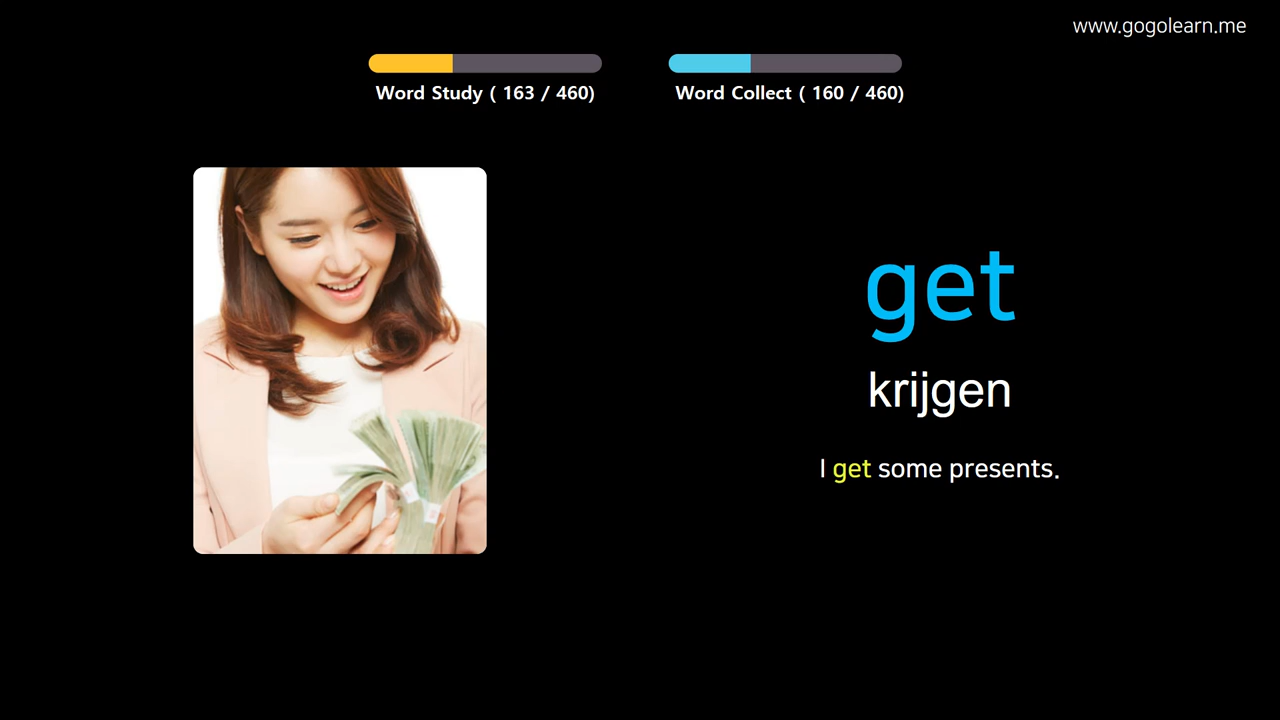 www.gogolearn.me
Word Study ( 163 / 460)
Word Collect ( 160 / 460)
get
krijgen
I get some presents.